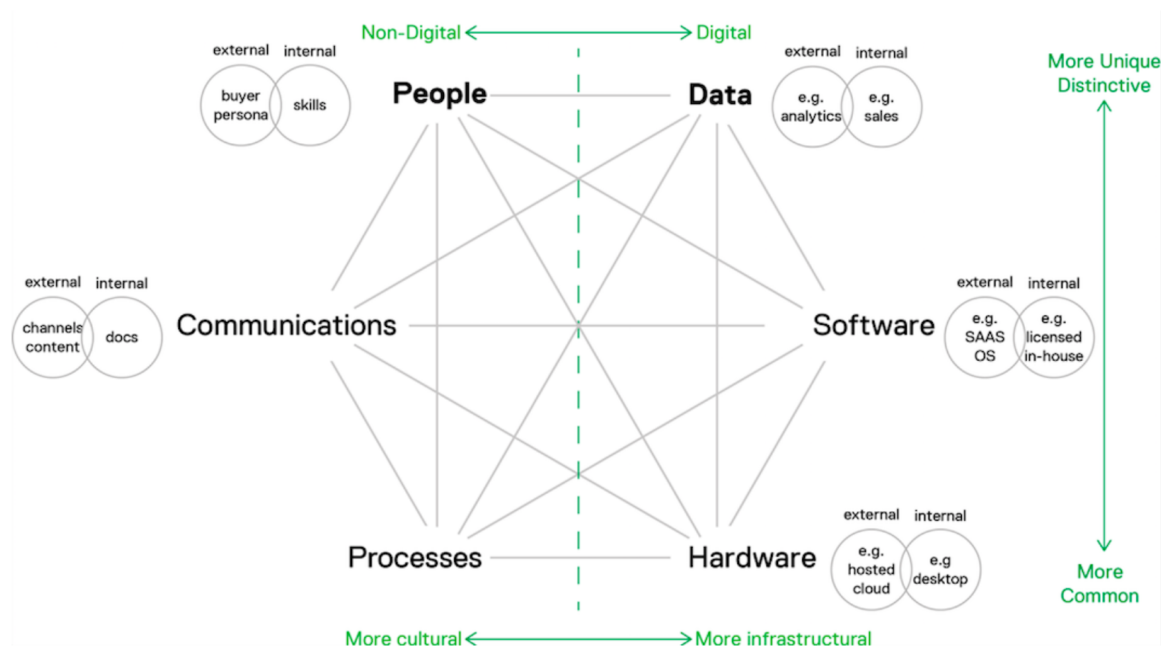 Non-Digital
Digital
external internal
external internal
More Unique
Distinctive
People
Data
buyer
persona
skills
e.g.
analytics
e.g.
sales
external internal
external internal
Communications
Software
channels
content
docs
e.g.
SAAS
OS
e.g.
licensed
in-house
external internal
Processes
Hardware
e.g.
hosted
cloud
e.g
desktop
More
Common
More cultural
More infrastructural